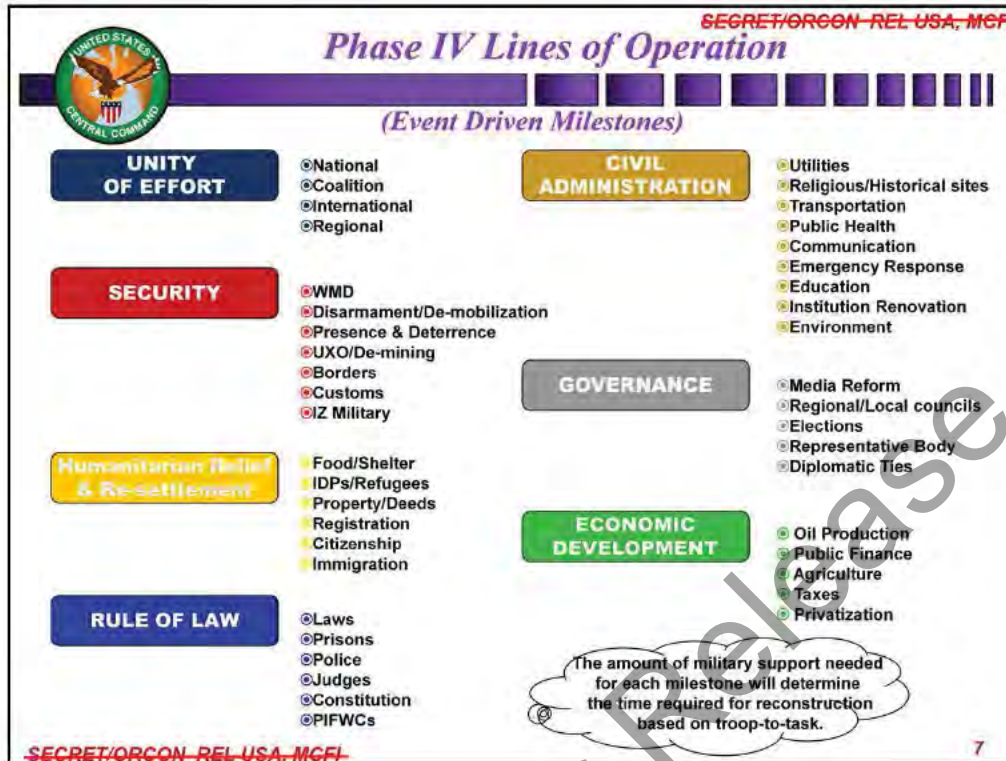 SECRET/ORCON REL USA, MCFI
UNITED STATES
CENTRAL COMMAND
Phase IV Lines of Operation
(Event Driven Milestones)
UNITY
OF EFFORT
National
Coalition
International
Regional
SECURITY
WMD
Disarmament/De-mobilization
Presence & Deterrence
UXO/De-mining
Borders
Customs
IZ Military
Humanitarian Relief
& Re-settlement
Food/Shelter
IDPs/Refugees
Property/Deeds
Registration
Citizenship
Immigration
RULE OF LAW
Laws
Prisons
Police
Judges
Constitution
PIFWCs
CIVIL
ADMINISTRATION
Utilities
Religious/Historical sites
Transportation
Public Health
Communication
Emergency Response
Education
Institution Renovation
Environment
GOVERNANCE
Media Reform
Regional/Local councils
Elections
Representative Body
Diplomatic Ties
ECONOMIC
DEVELOPMENT
Oil Production
Public Finance
Agriculture
Taxes
Privatization
The amount of military support needed
for each milestone will determine
the time required for reconstruction
based on troop-to-task.
SECRET/ORCON REL USA, MCFI
7
Release